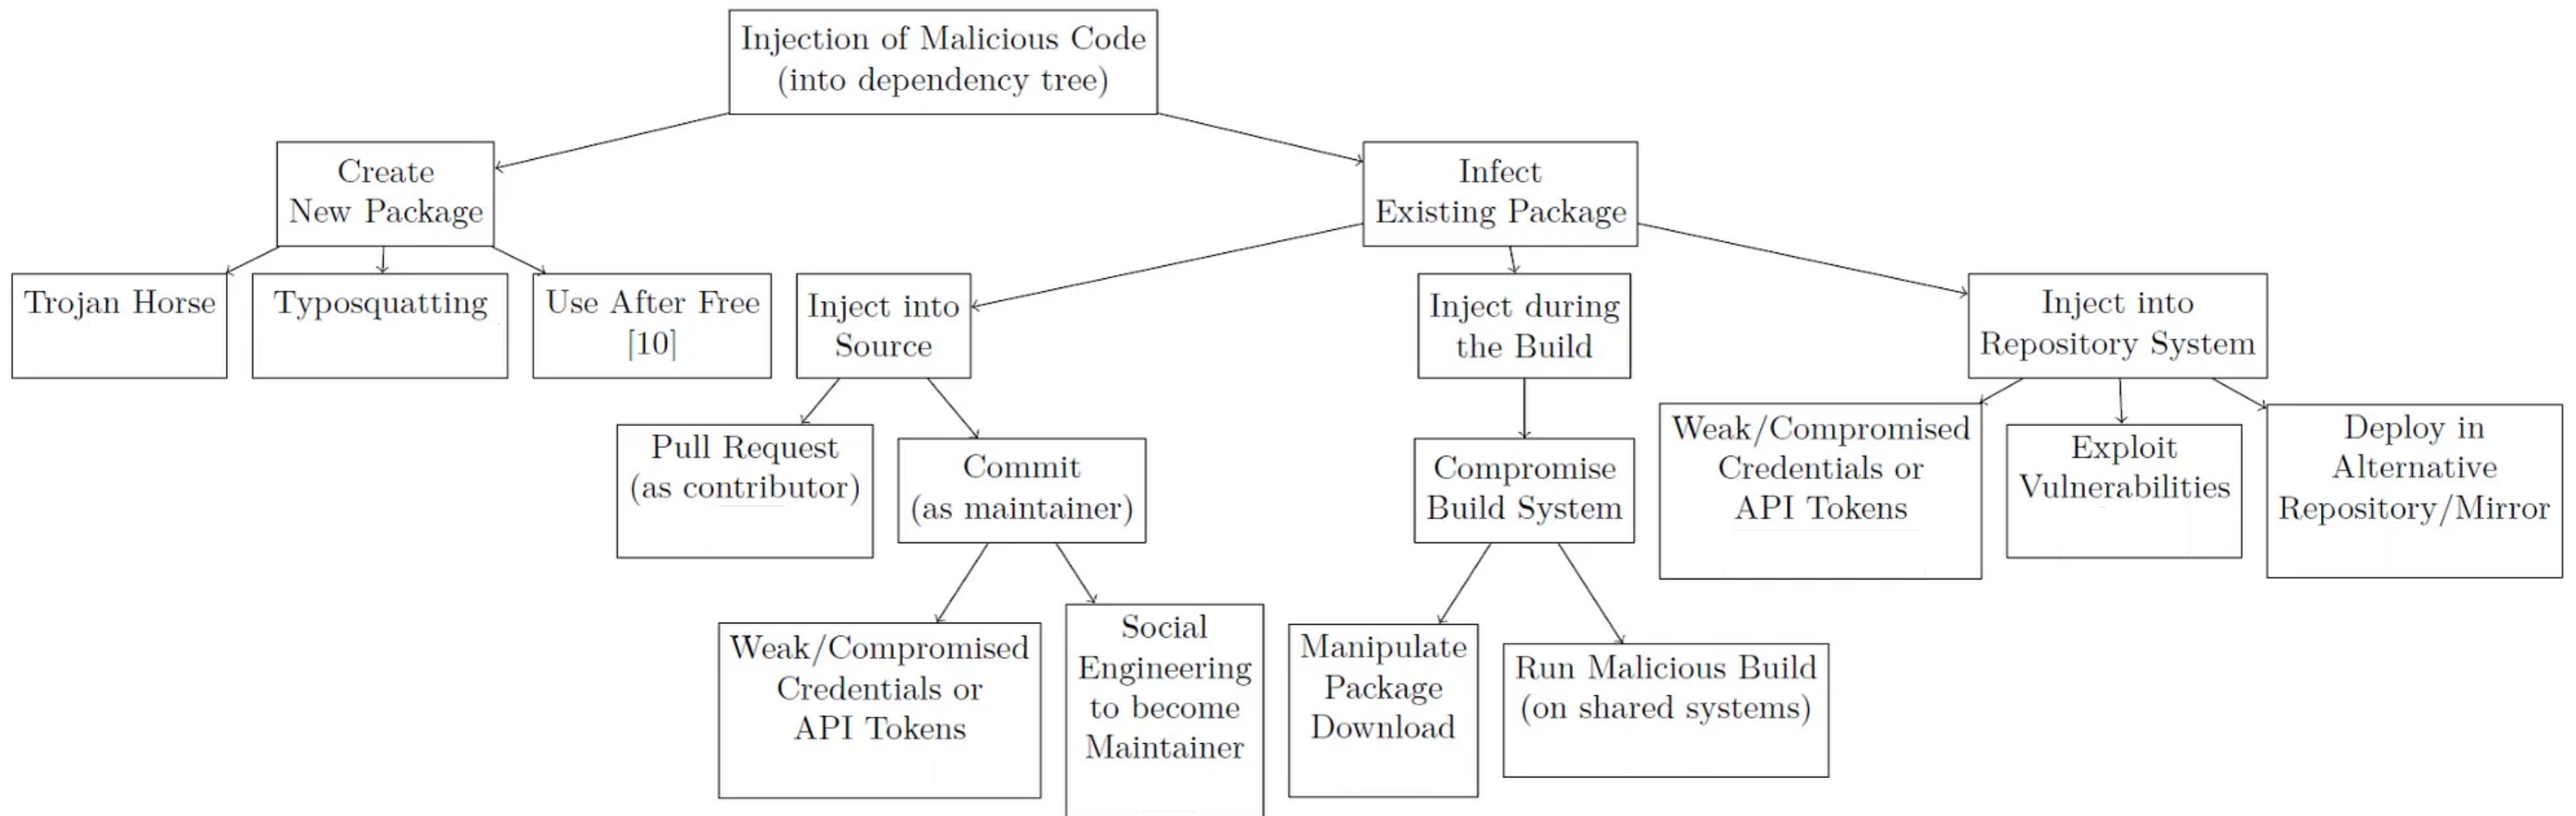 Injection of Malicious Code
(into dependency tree)
Create
New Package
Infect
Existing Package
Trojan Horse
Typosquatting
Use After Free
[10]
Inject into
Source
Inject during
the Build
Inject into
Repository System
Pull Request
(as contributor)
Commit
(as maintainer)
Compromise
Build System
Weak/Compromised
Credentials or
API Tokens
Exploit
Vulnerabilities
Deploy in
Alternative
Repository/Mirror
Weak/Compromised
Credentials or
API Tokens
Social
Engineering
to become
Maintainer
Manipulate
Package
Download
Run Malicious Build
(on shared systems)